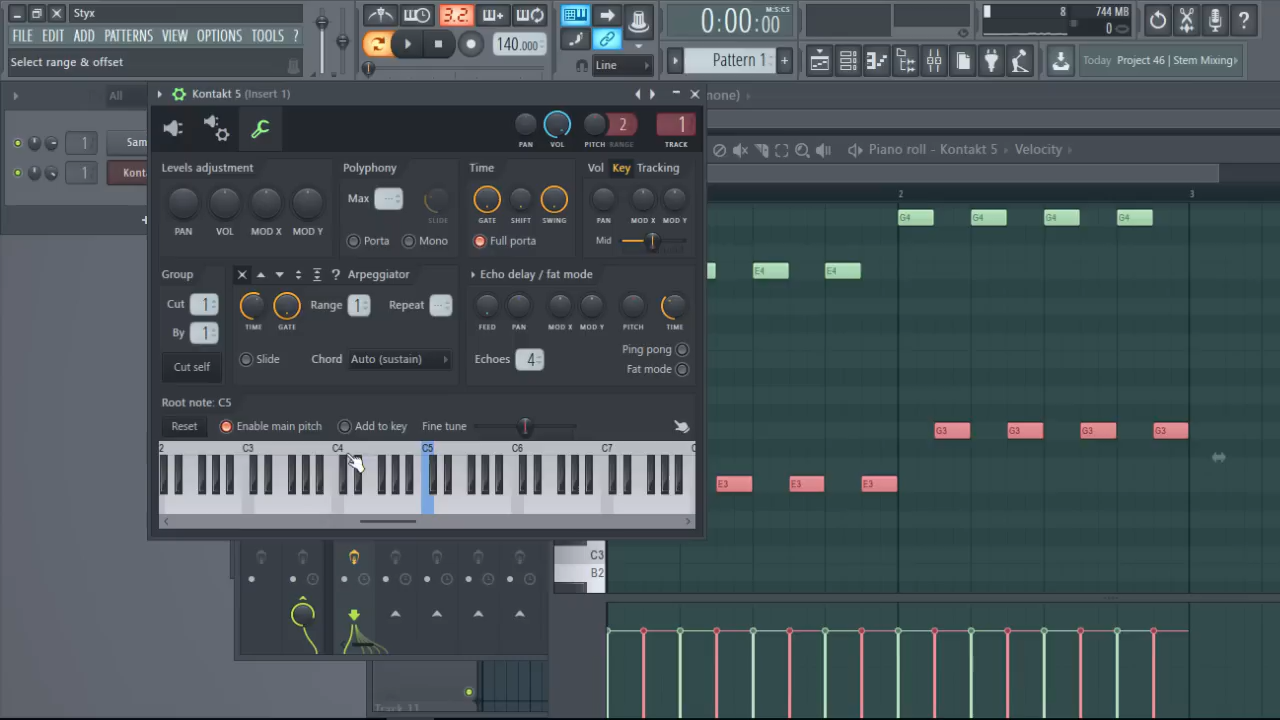 Styx
FILE EDIT ADD PATTERNS VIEW OPTIONS TOOLS ?
Select range & offset
3.2
140.000
Line
0:00:00
M:S:CS
Pattern 1
8
744 MB
0
Today Project 46 | Stem Mixing
All
1 Sam
1 Konta
Kontakt 5 (Insert 1)
PAN VOL PITCH RANGE 2
1 TRACK
Levels adjustment
PAN VOL MOD X MOD Y
Polyphony
Max
SLIDE
Porta Mono
Time
GATE SHIFT SWING
Full porta
Vol Key Tracking
PAN MOD X MOD Y
Mid
Group
Cut 1
By 1
Cut self
? Arpeggiator
TIME GATE
Range 1 Repeat
Slide Chord Auto (sustain)
Echo delay / fat mode
FEED PAN MOD X MOD Y PITCH TIME
Echoes 4
Ping pong
Fat mode
Root note: C5
Reset Enable main pitch Add to key Fine tune
2 C3 C4 C5 C6 C7 C
none)
Piano roll - Kontakt 5 Velocity
2 3
G4 G4 G4 G4
E4 E4
G3 G3 G3 G3
E3 E3 E3
C3
B2
Track 11